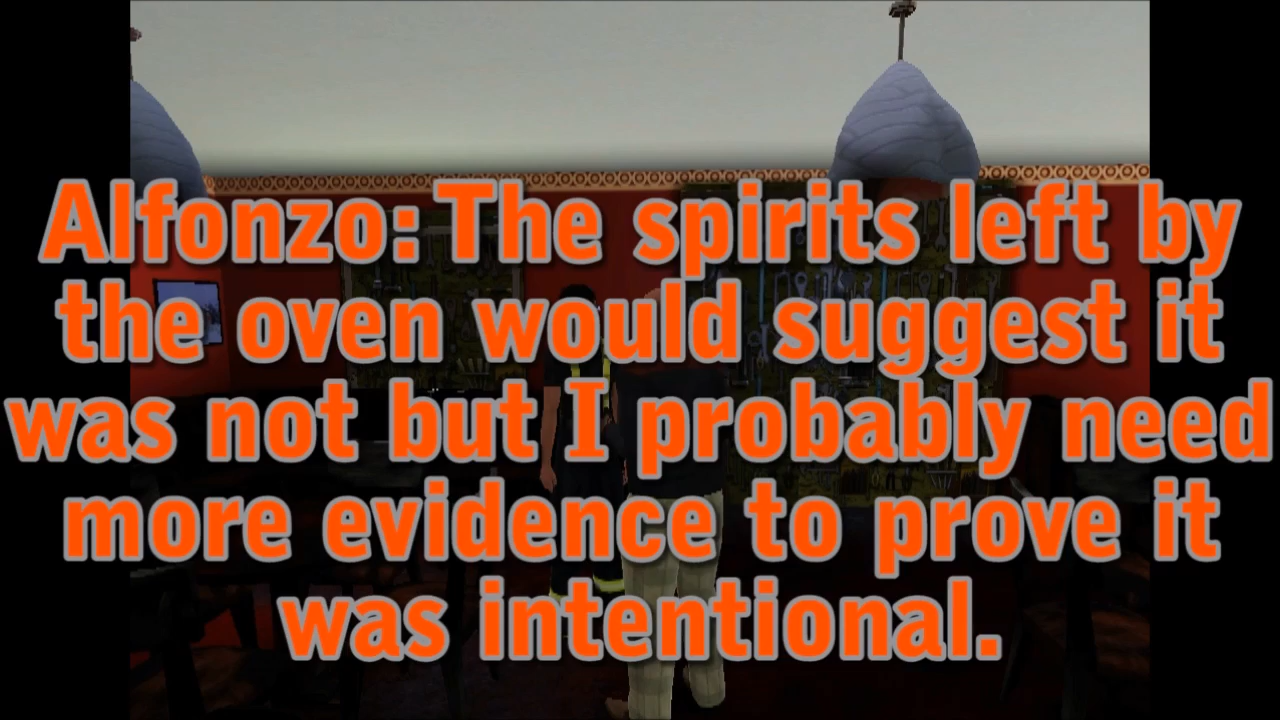 Alfonzo: The spirits left by
the oven would suggest it
was not but I probably need
more evidence to prove it
was intentional.